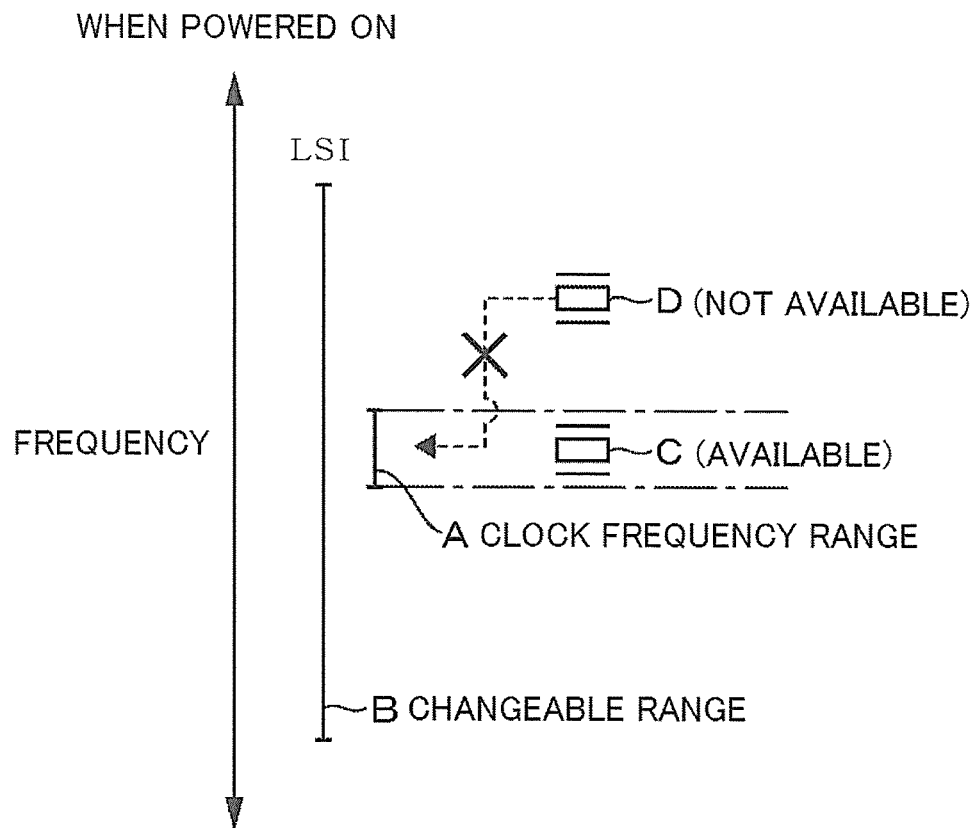 WHEN POWERED ON
LSI
D (NOT AVAILABLE)
FREQUENCY
C (AVAILABLE)
A CLOCK FREQUENCY RANGE
B CHANGEABLE RANGE